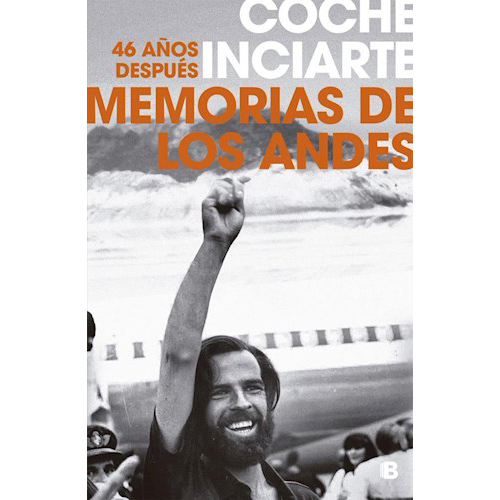 COCHE
INCIARTE
46 AÑOS
DESPUÉS
MEMORIAS DE
LOS ANDES
B